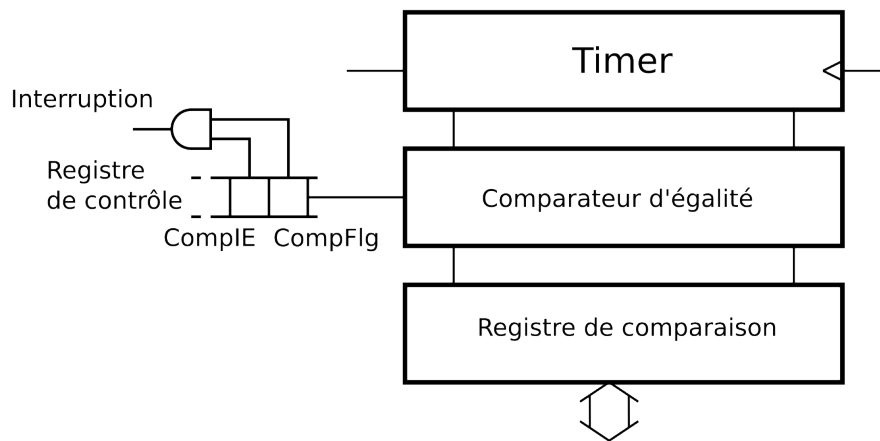 Timer
Interruption
Registre
de contrôle
Comparateur d'égalité
CompIE CompFlg
Registre de comparaison